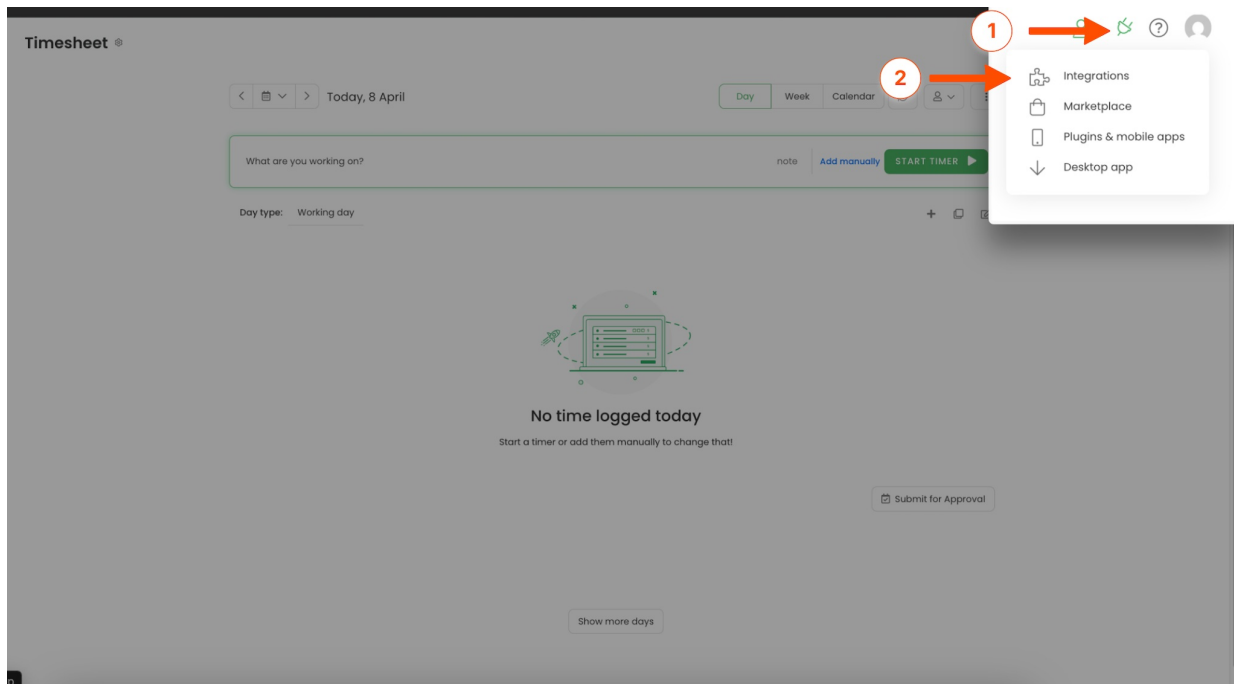 1
Timesheet
2
Integrations
Marketplace
Plugins & mobile apps
Desktop app
Today, 8 April
Day Week Calendar
What are you working on?
note Add manually START TIMER
Day type: Working day
No time logged today
Start a timer or add them manually to change that!
Submit for Approval
Show more days